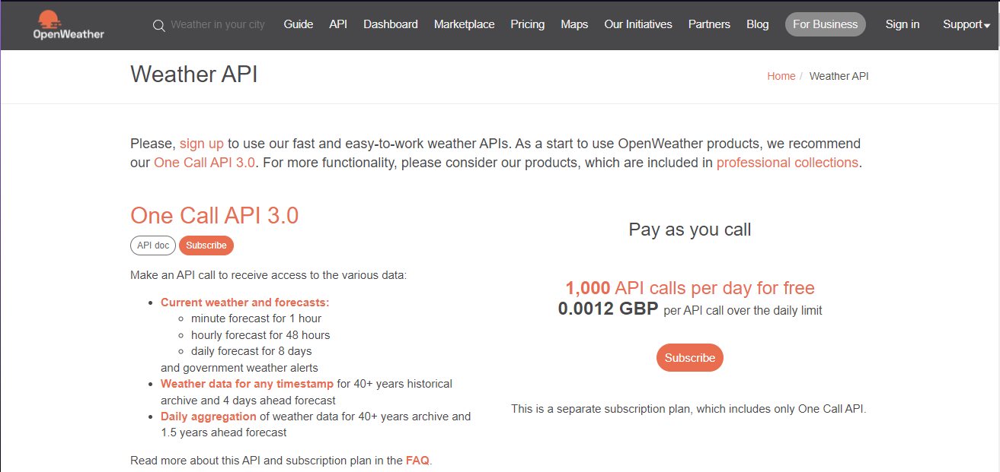 OpenWeather
Weather in your city
Guide
API
Dashboard
Marketplace
Pricing
Maps
Our Initiatives
Partners
Blog
For Business
Sign in
Support
Weather API
Home / Weather API
Please, sign up to use our fast and easy-to-work weather APIs. As a start to use OpenWeather products, we recommend
our One Call API 3.0. For more functionality, please consider our products, which are included in professional collections.
One Call API 3.0
API doc
Subscribe
Make an API call to receive access to the various data:
Current weather and forecasts:
minute forecast for 1 hour
hourly forecast for 48 hours
daily forecast for 8 days
and government weather alerts
Weather data for any timestamp for 40+ years historical
archive and 4 days ahead forecast
Daily aggregation of weather data for 40+ years archive and
1.5 years ahead forecast
Read more about this API and subscription plan in the FAQ.
Pay as you call
1,000 API calls per day for free
0.0012 GBP per API call over the daily limit
Subscribe
This is a separate subscription plan, which includes only One Call API.